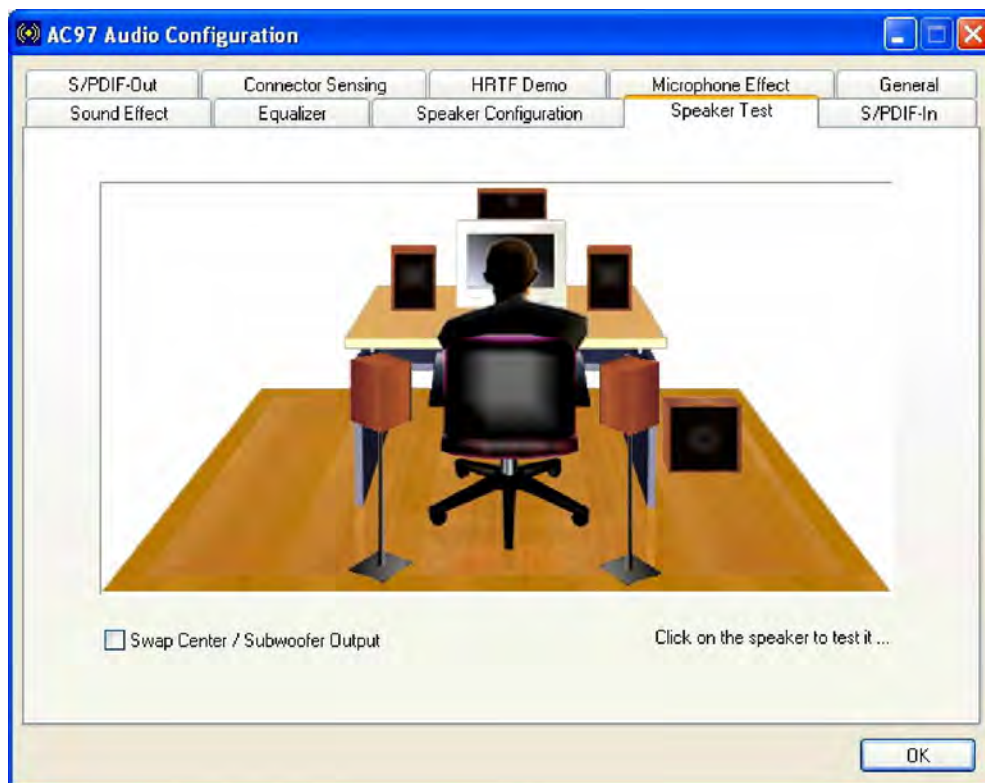 AC97 Audio Configuration
S/PDIF-Out
Connector Sensing
HRTF Demo
Microphone Effect
General
Sound Effect
Equalizer
Speaker Configuration
Speaker Test
S/PDIF-In
Swap Center / Subwoofer Output
Click on the speaker to test it ...
OK